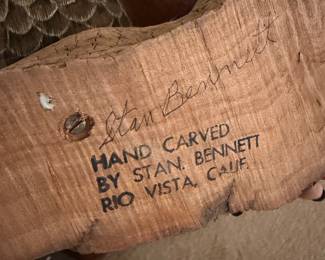 Stan Bennett
HAND CARVED
BY STAN. BENNETT
RIO VISTA, CALIF.